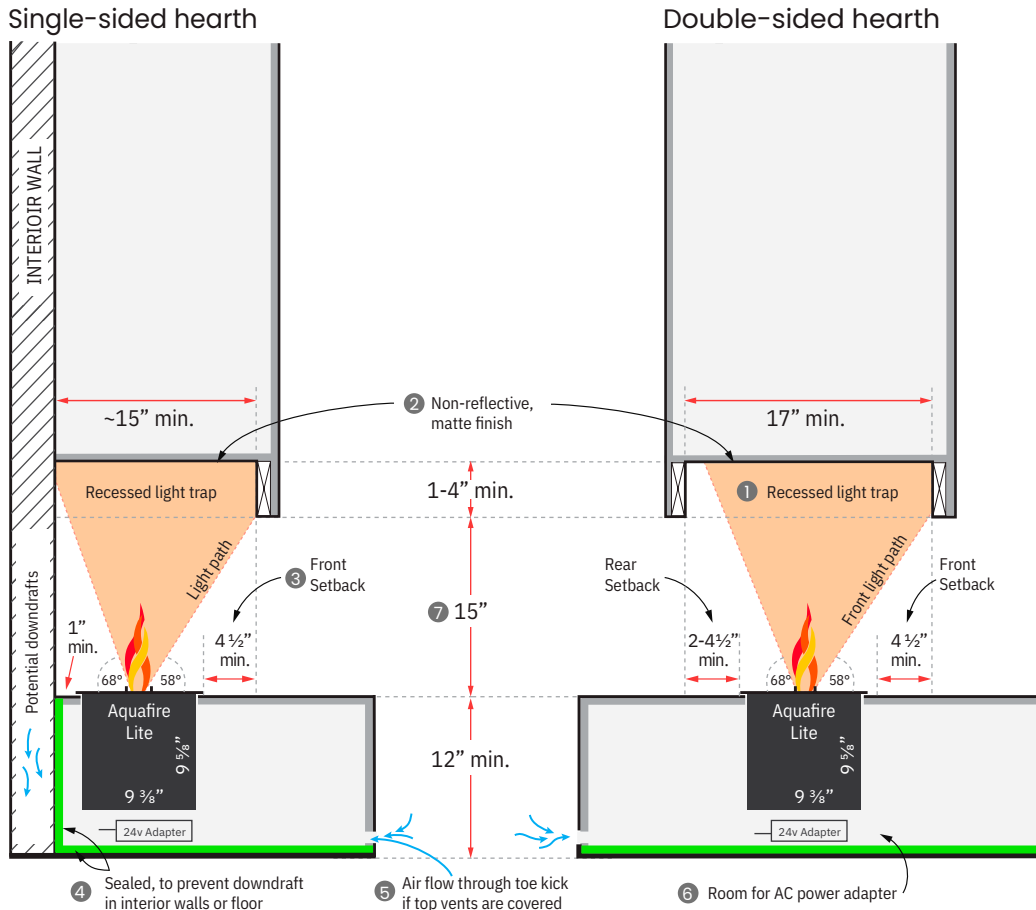 Single-sided hearth
Double-sided hearth
INTERIOIR WALL
~15” min.
2 Non-reflective,
matte finish
17” min.
Recessed light trap
1-4” min.
1 Recessed light trap
Light path
3 Front
Setback
7 15”
Rear
Setback
Front light path
Front
Setback
Potential downdrafts
1”
min.
4 ½”
min.
2-4½”
min.
4 ½”
min.
68°
58°
68°
58°
Aquafire
Lite
9 ⅝”
9 ⅜”
12” min.
Aquafire
Lite
9 ⅝”
9 ⅜”
24v Adapter
24v Adapter
4 Sealed, to prevent downdraft
in interior walls or floor
5 Air flow through toe kick
if top vents are covered
6 Room for AC power adapter